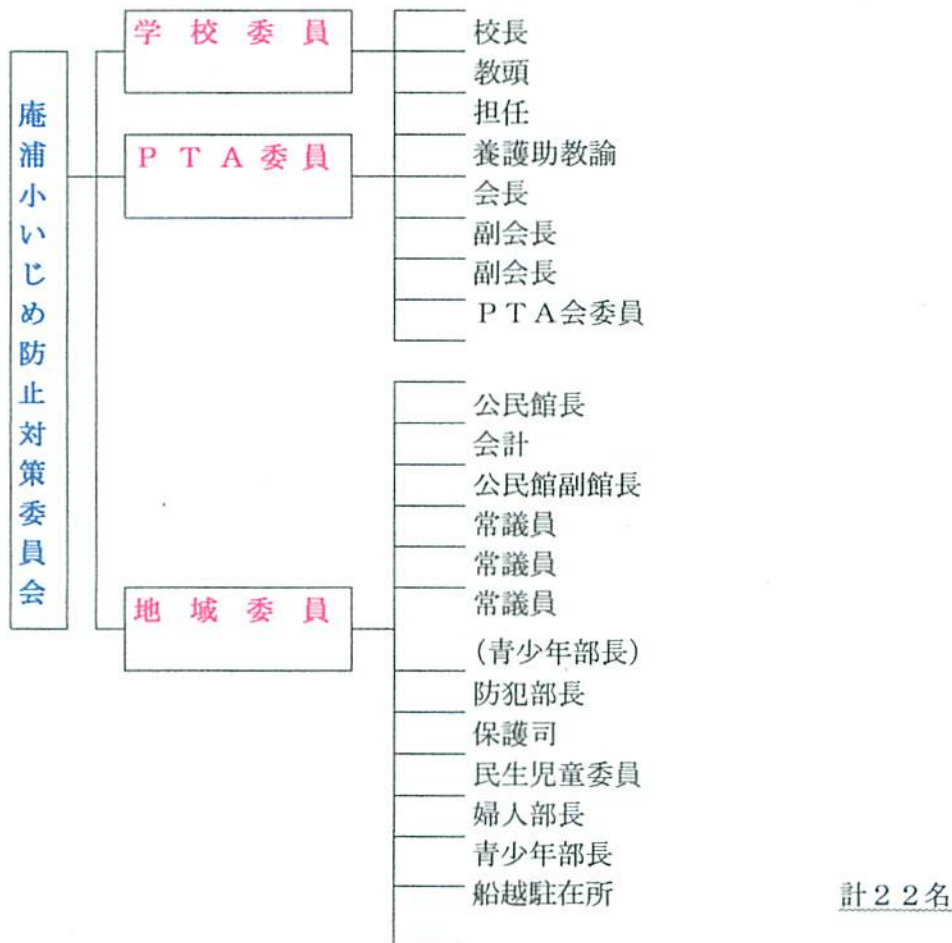 庵浦小いじめ防止対策委員会
学校委員
PTA委員
校長
教頭
担任
養護助教諭
会長
副会長
副会長
PTA会委員
地域委員
公民館長
会計
公民館副館長
常議員
常議員
常議員
(青少年部長)
防犯部長
保護司
民生児童委員
婦人部長
青少年部長
船越駐在所
計22名